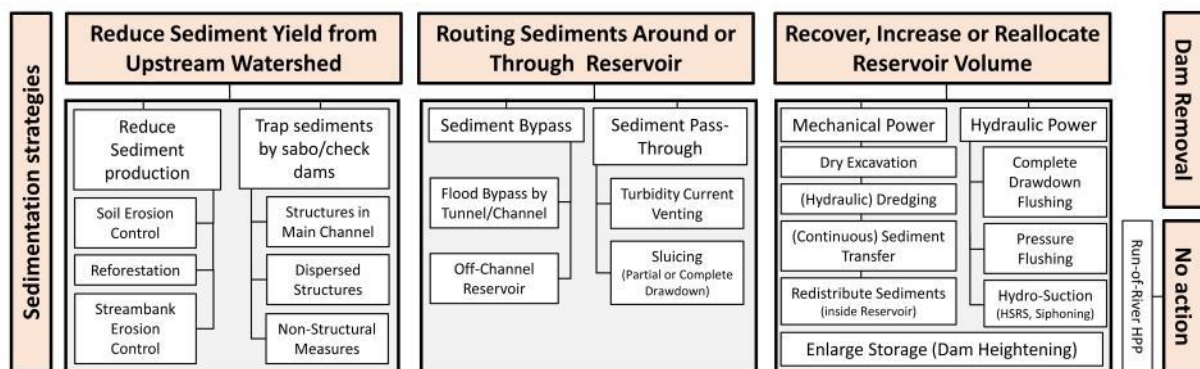 Sedimentation strategies
Reduce Sediment Yield from
Upstream Watershed
Reduce
Sediment
production
Soil Erosion
Control
Reforestation
Streambank
Erosion
Control
Trap sediments
by sabo/check
dams
Structures in
Main Channel
Dispersed
Structures
Non-Structural
Measures
Routing Sediments Around or
Through Reservoir
Sediment Bypass
Flood Bypass by
Tunnel/Channel
Off-Channel
Reservoir
Sediment Pass-
Through
Turbidity Current
Venting
Sluicing
(Partial or Complete
Drawdown)
Recover, Increase or Reallocate
Reservoir Volume
Mechanical Power
Dry Excavation
(Hydraulic) Dredging
(Continuous) Sediment
Transfer
Redistribute Sediments
(inside Reservoir)
Hydraulic Power
Complete
Drawdown
Flushing
Pressure
Flushing
Hydro-Suction
(HSRS, Siphoning)
Enlarge Storage (Dam Heightening)
Dam Removal
Run-of-River HPP
No action